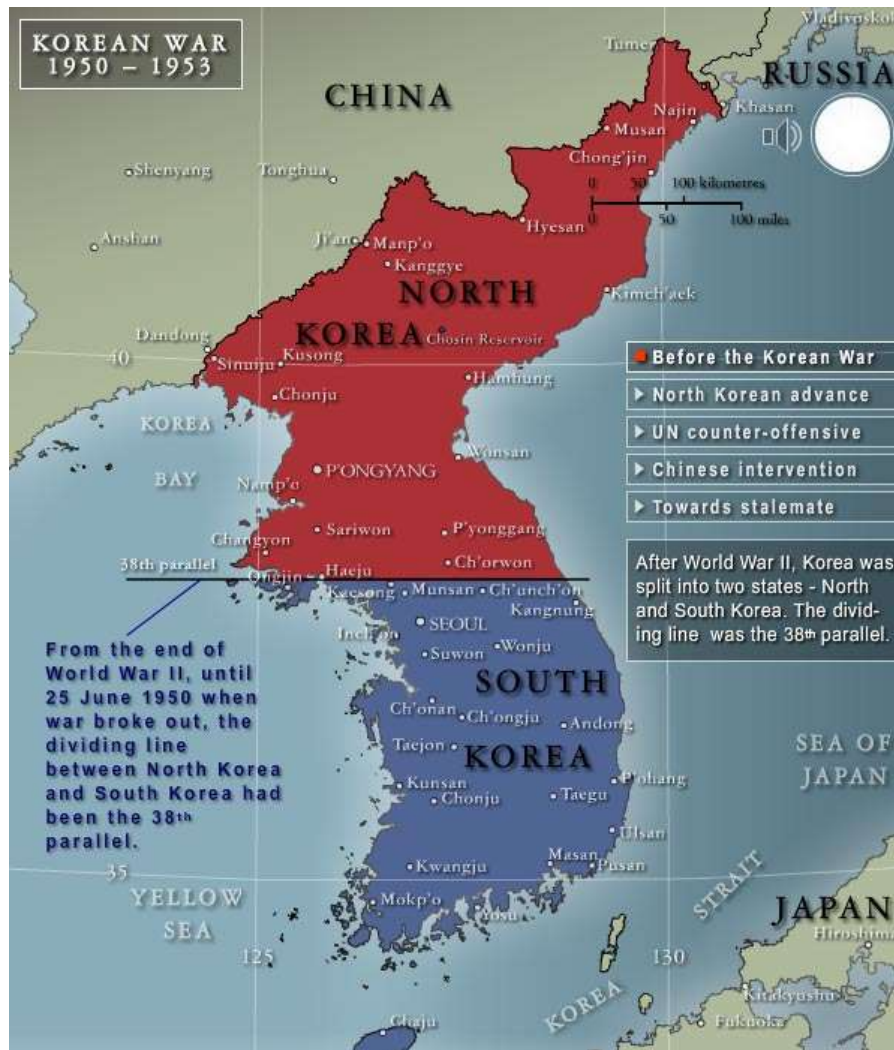 KOREAN WAR
1950 – 1953
Vladivostok
Tumen
RUSSIA
CHINA
Najin
Khasan
Musan
Chong'jin
Shenyang
Tonghua
0 50 100 kilometres
0 50 100 miles
Hyesan
Anshan
Ji'an
Manp'o
Kanggye
NORTH
KOREA
Kimch'aek
Chosin Reservoir
Dandong
40
Sinuiju
Kusong
Before the Korean War
Hamhung
Chonju
North Korean advance
KOREA
BAY
UN counter-offensive
Wonsan
P'ONGYANG
Chinese intervention
Namp'o
Towards stalemate
Sariwon
P'yonggang
Changyon
Ch'orwon
38th parallel
Haeju
Ongjin
Kaesong
Munsan
Ch'unch'on
Kangnung
After World War II, Korea was
split into two states - North
and South Korea. The divid-
ing line was the 38th parallel.
Inch'on
SEOUL
Wonju
Suwon
From the end of
World War II, until
25 June 1950 when
war broke out, the
dividing line
between North Korea
and South Korea had
been the 38th
parallel.
SOUTH
KOREA
Ch'onan
Ch'ongju
Andong
Taejon
SEA OF
JAPAN
P'ohang
Kunsan
Chonju
Taegu
Ulsan
Masan
Pusan
Kwangju
35
YELLOW
SEA
Mokp'o
Yosu
KOREA STRAIT
JAPAN
Hiroshima
125
130
Kitakyushu
Fukuoka
Chaju